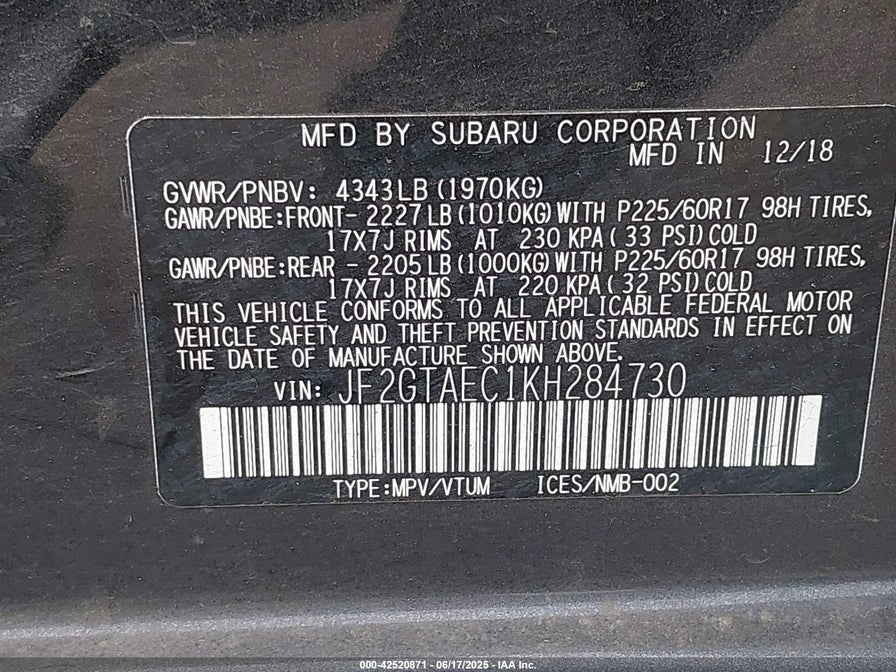 MFD BY SUBARU CORPORATION
MFD IN 12/18
GVWR/PNBV: 4343LB (1970KG)
GAWR/PNBE:FRONT- 2227LB (1010KG) WITH P225/60R17 98H TIRES,
17X7J RIMS AT 230 KPA( 33 PSI) COLD
GAWR/PNBE:REAR - 2205LB (1000KG) WITH P225/60R17 98H TIRES,
17X7J RIMS AT 220 KPA( 32 PSI) COLD
THIS VEHICLE CONFORMS TO ALL APPLICABLE FEDERAL MOTOR
VEHICLE SAFETY AND THEFT PREVENTION STANDARDS IN EFFECT ON
THE DATE OF MANUFACTURE SHOWN ABOVE.
VIN: JF2GTAEC1KH284730
TYPE:MPV/VTUM ICES/NMB-002
000-42520871 - 06/17/2025 - IAA Inc.